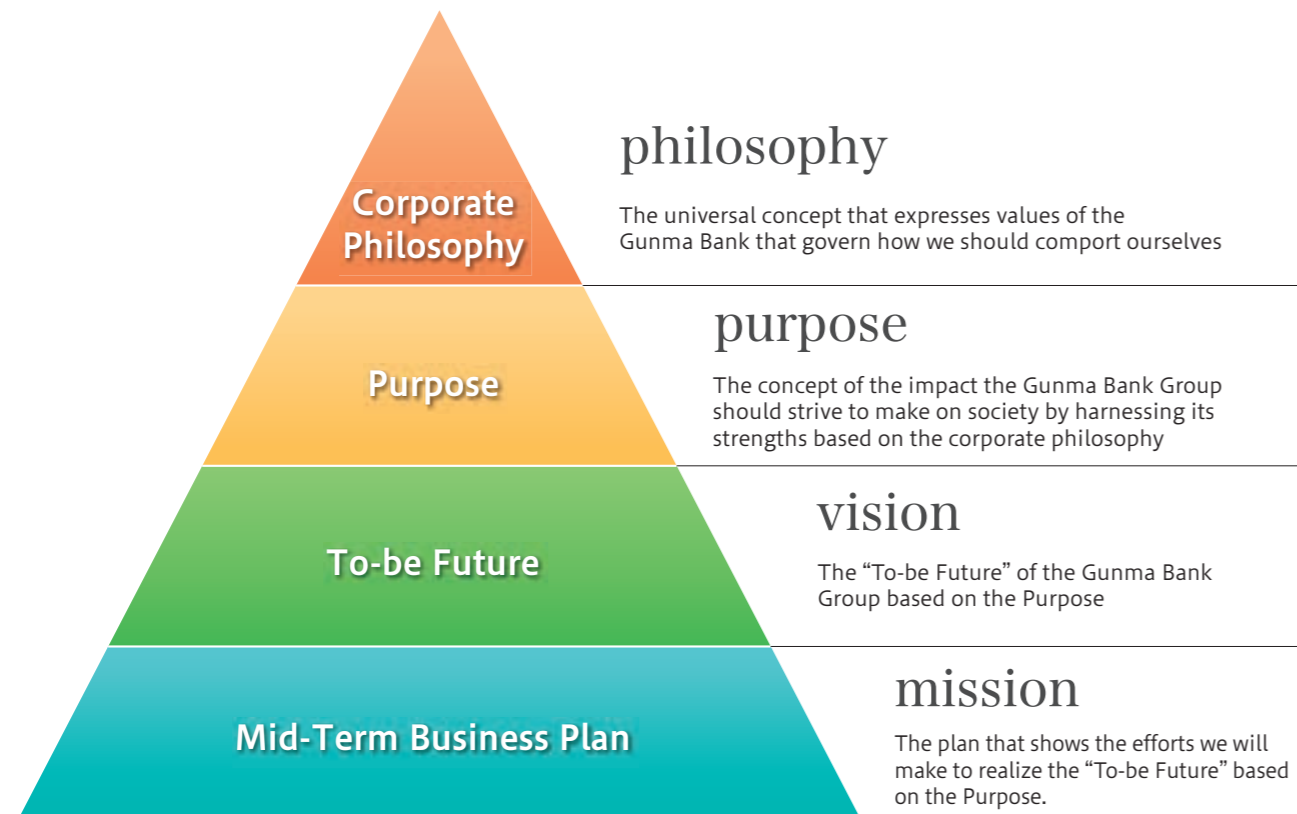 Corporate
Philosophy
philosophy
The universal concept that expresses values of the
Gunma Bank that govern how we should comport ourselves
Purpose
purpose
The concept of the impact the Gunma Bank Group
should strive to make on society by harnessing its
strengths based on the corporate philosophy
To-be Future
vision
The “To-be Future” of the Gunma Bank
Group based on the Purpose
Mid-Term Business Plan
mission
The plan that shows the efforts we will
make to realize the “To-be Future” based
on the Purpose.